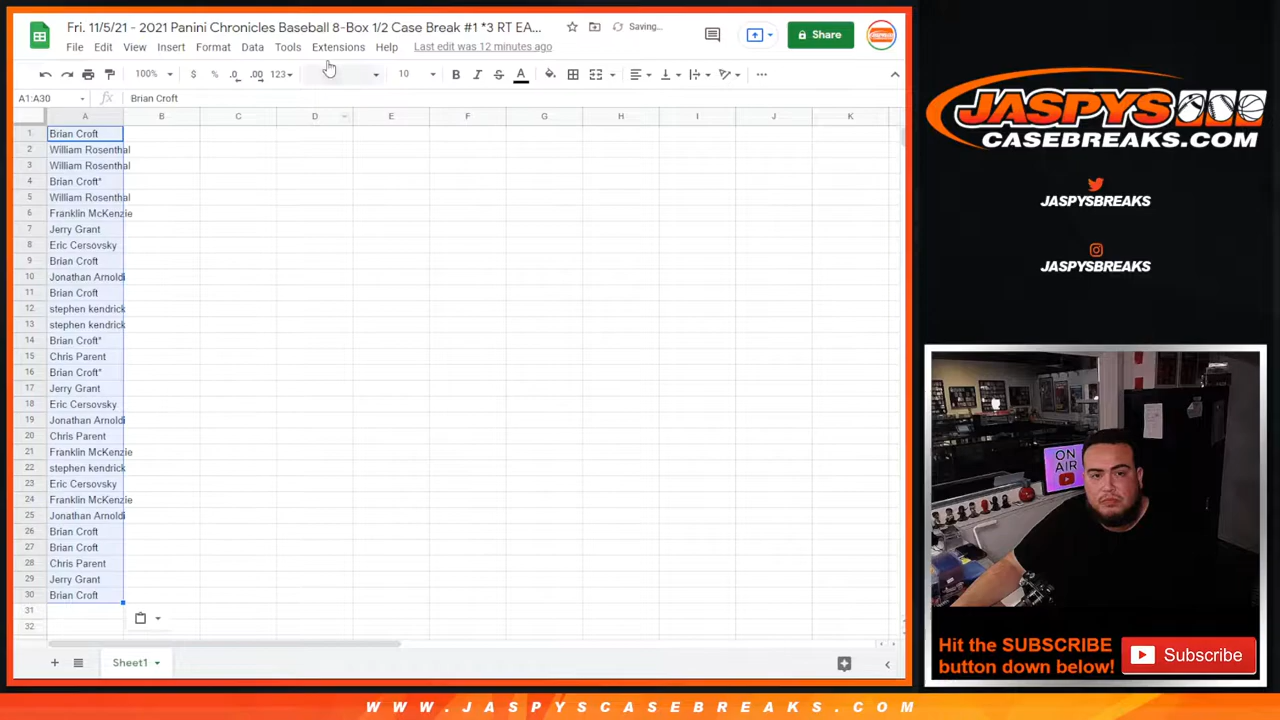 Fri. 11/5/21 - 2021 Panini Chronicles Baseball 8-Box 1/2 Case Break #1 *3 RT EA...
Saving...
Share
File Edit View Insert Format Data Tools Extensions Help Last edit was 12 minutes ago
100% $ % .0 .00 123 10 B I S A
A1:A30 fx Brian Croft
A B C D E F G H I J K
1 Brian Croft
2 William Rosenthal
3 William Rosenthal
4 Brian Croft*
5 William Rosenthal
6 Franklin McKenzie
7 Jerry Grant
8 Eric Cersovsky
9 Brian Croft
10 Jonathan Arnoldi
11 Brian Croft
12 stephen kendrick
13 stephen kendrick
14 Brian Croft*
15 Chris Parent
16 Brian Croft*
17 Jerry Grant
18 Eric Cersovsky
19 Jonathan Arnoldi
20 Chris Parent
21 Franklin McKenzie
22 stephen kendrick
23 Eric Cersovsky
24 Franklin McKenzie
25 Jonathan Arnoldi
26 Brian Croft
27 Brian Croft
28 Chris Parent
29 Jerry Grant
30 Brian Croft
31
32
Sheet1
JASPYS
CASEBREAKS.COM
JASPYSBREAKS
JASPYSBREAKS
ON
AIR
Hit the SUBSCRIBE
button down below!
Subscribe
WWW.JASPYSCASEBREAKS.COM